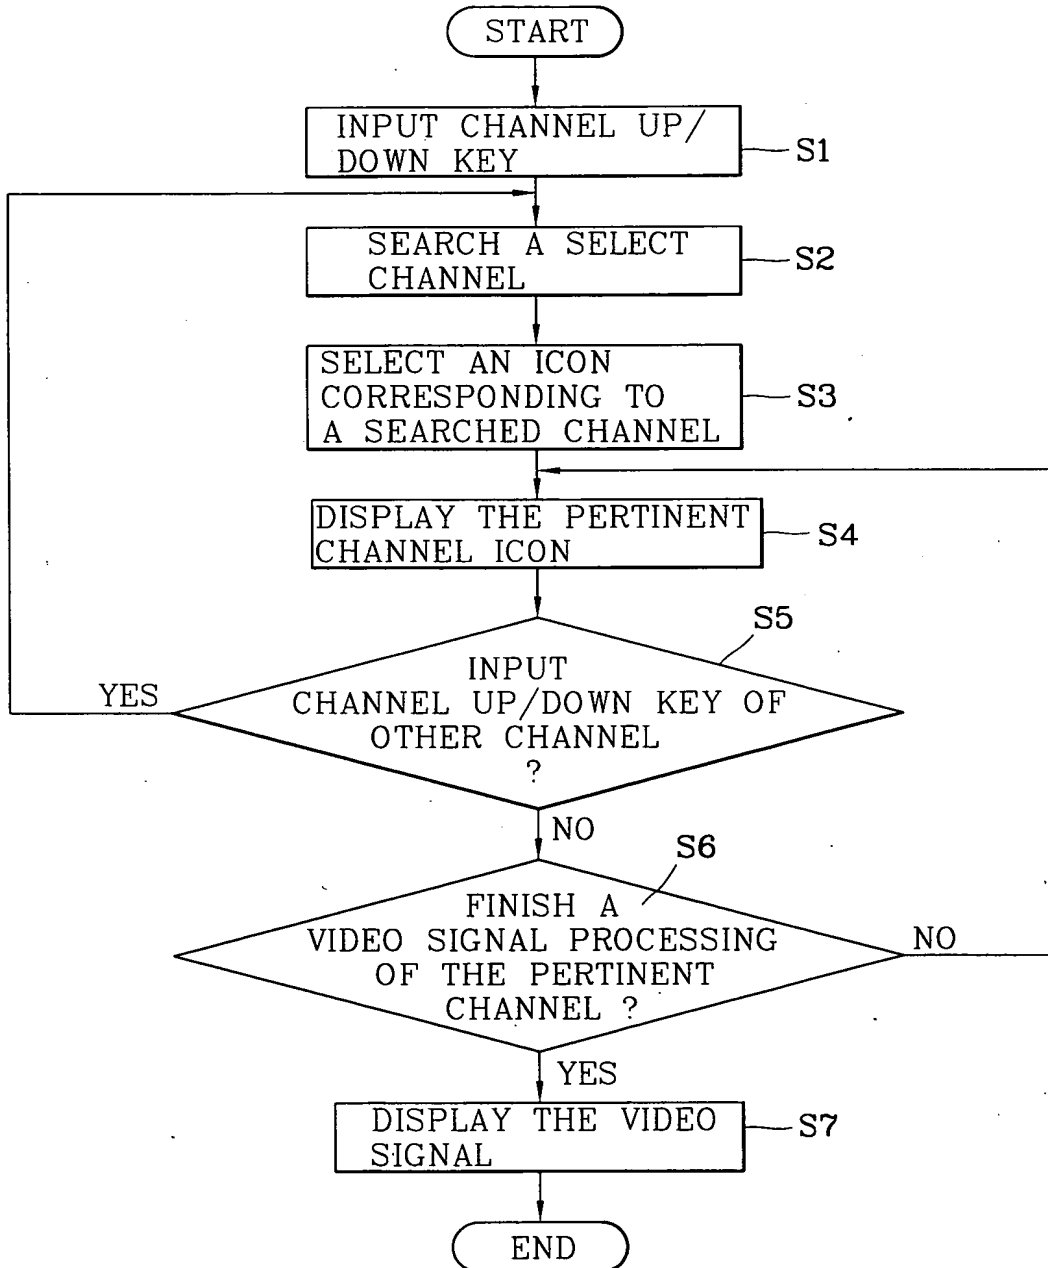 START
INPUT CHANNEL UP/
DOWN KEY
S1
SEARCH A SELECT
CHANNEL
S2
SELECT AN ICON
CORRESPONDING TO
A SEARCHED CHANNEL
S3
DISPLAY THE PERTINENT
CHANNEL ICON
S4
S5
INPUT
CHANNEL UP/DOWN KEY OF
OTHER CHANNEL
?
YES
NO
S6
FINISH A
VIDEO SIGNAL PROCESSING
OF THE PERTINENT
CHANNEL ?
NO
YES
DISPLAY THE VIDEO
SIGNAL
S7
END